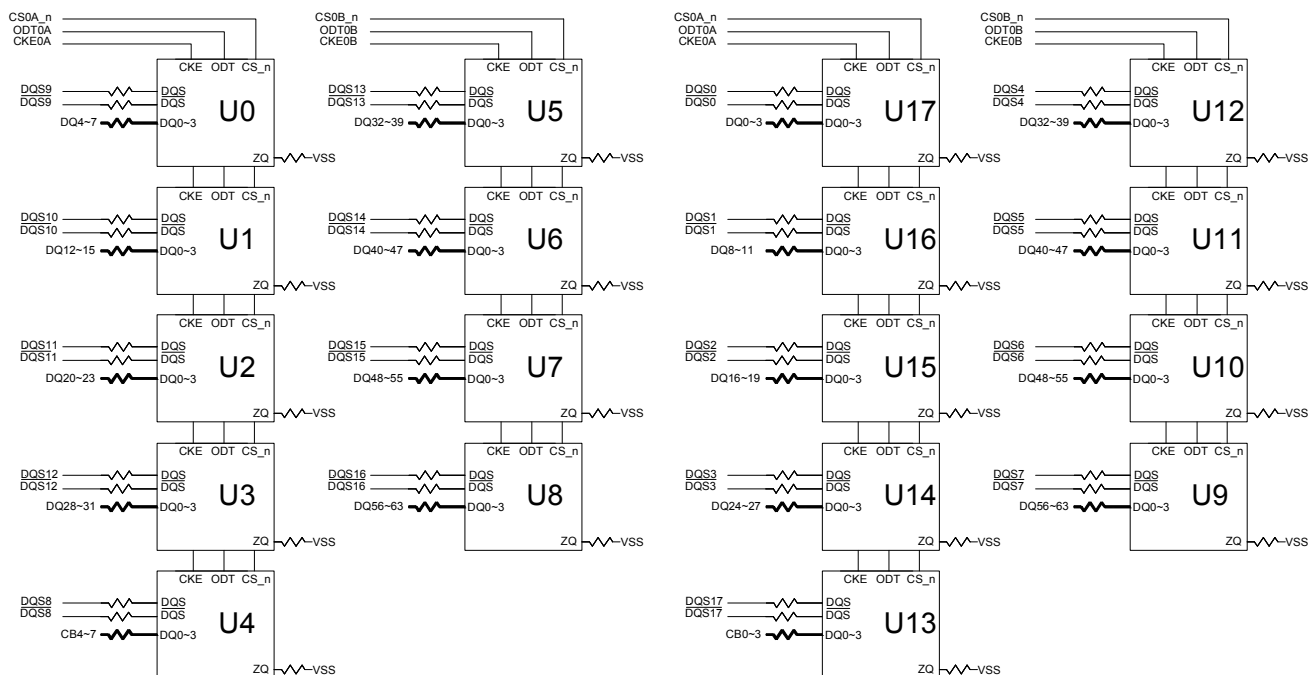 CS0A_n
ODT0A
CKE0A
CKE ODT CS_n
DQS9 DQS
DQS9 DQS
U0
DQ4~7 DQ0~3
ZQ VSS
CKE ODT CS_n
DQS10 DQS
DQS10 DQS
U1
DQ12~15 DQ0~3
ZQ VSS
CKE ODT CS_n
DQS11 DQS
DQS11 DQS
U2
DQ20~23 DQ0~3
ZQ VSS
CKE ODT CS_n
DQS12 DQS
DQS12 DQS
U3
DQ28~31 DQ0~3
ZQ VSS
CKE ODT CS_n
DQS8 DQS
DQS8 DQS
U4
CB4~7 DQ0~3
ZQ VSS
CS0B_n
ODT0B
CKE0B
CKE ODT CS_n
DQS13 DQS
DQS13 DQS
U5
DQ32~39 DQ0~3
ZQ VSS
CKE ODT CS_n
DQS14 DQS
DQS14 DQS
U6
DQ40~47 DQ0~3
ZQ VSS
CKE ODT CS_n
DQS15 DQS
DQS15 DQS
U7
DQ48~55 DQ0~3
ZQ VSS
CKE ODT CS_n
DQS16 DQS
DQS16 DQS
U8
DQ56~63 DQ0~3
ZQ VSS
CS0A_n
ODT0A
CKE0A
CKE ODT CS_n
DQS0 DQS
DQS0 DQS
U17
DQ0~3 DQ0~3
ZQ VSS
CKE ODT CS_n
DQS1 DQS
DQS1 DQS
U16
DQ8~11 DQ0~3
ZQ VSS
CKE ODT CS_n
DQS2 DQS
DQS2 DQS
U15
DQ16~19 DQ0~3
ZQ VSS
CKE ODT CS_n
DQS3 DQS
DQS3 DQS
U14
DQ24~27 DQ0~3
ZQ VSS
CKE ODT CS_n
DQS17 DQS
DQS17 DQS
U13
CB0~3 DQ0~3
ZQ VSS
CS0B_n
ODT0B
CKE0B
CKE ODT CS_n
DQS4 DQS
DQS4 DQS
U12
DQ32~39 DQ0~3
ZQ VSS
CKE ODT CS_n
DQS5 DQS
DQS5 DQS
U11
DQ40~47 DQ0~3
ZQ VSS
CKE ODT CS_n
DQS6 DQS
DQS6 DQS
U10
DQ48~55 DQ0~3
ZQ VSS
CKE ODT CS_n
DQS7 DQS
DQS7 DQS
U9
DQ56~63 DQ0~3
ZQ VSS